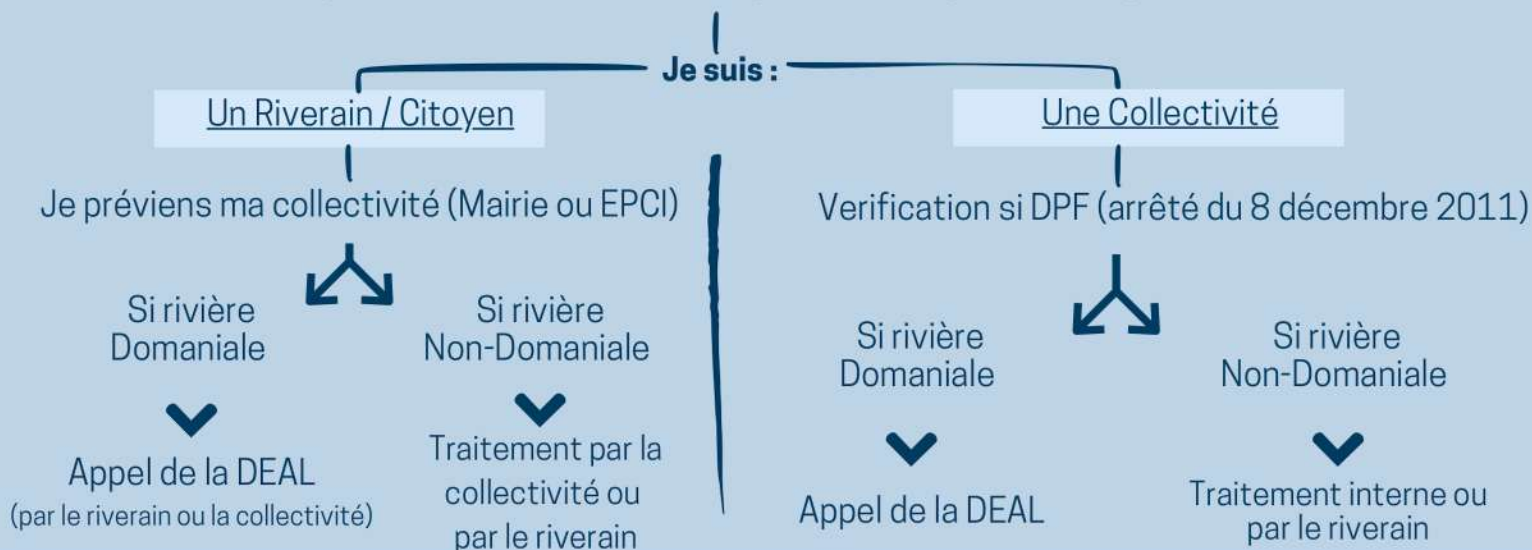 Je suis :
Un Riverain / Citoyen
Je préviens ma collectivité (Mairie ou EPCI)
Si rivière
Domaniale
Appel de la DEAL
(par le riverain ou la collectivité)
Si rivière
Non-Domaniale
Traitement par la
collectivité ou
par le riverain
Une Collectivité
Verification si DPF (arrêté du 8 décembre 2011)
Si rivière
Domaniale
Appel de la DEAL
Si rivière
Non-Domaniale
Traitement interne ou
par le riverain